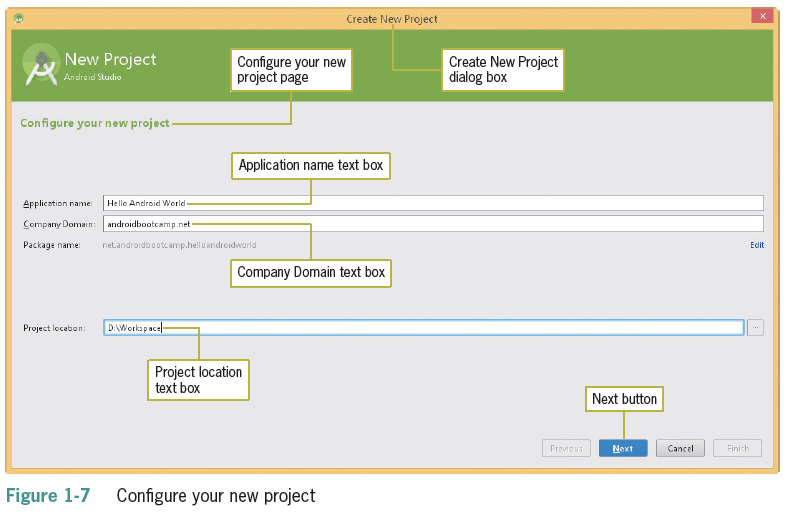 Create New Project
New Project
Android Studio
Configure your new
project page
Create New Project
dialog box
Configure your new project
Application name text box
Application name: Hello Android World
Company Domain: androidbootcamp.net
Package name: net.androidbootcamp.helloandroidworld Edit
Company Domain text box
Project location: D:\Workspace ...
Project location
text box
Next button
Previous Next Cancel Finish
Figure 1-7 Configure your new project